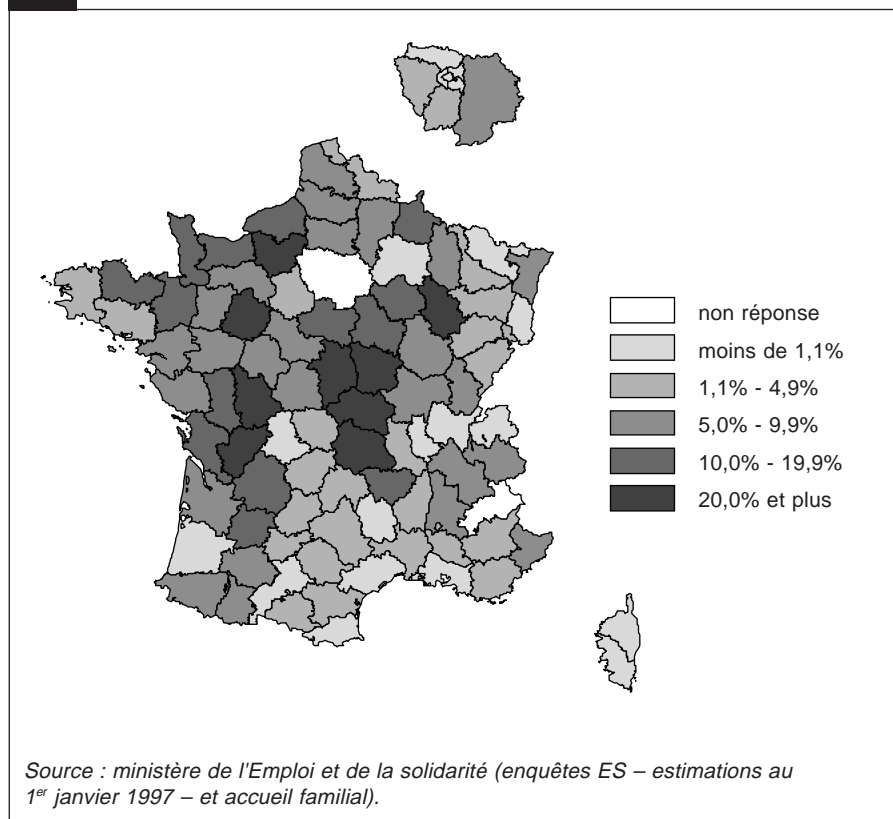 non réponse
moins de 1,1%
1,1% - 4,9%
5,0% - 9,9%
10,0% - 19,9%
20,0% et plus
Source : ministère de l'Emploi et de la solidarité (enquêtes ES – estimations au
1er janvier 1997 – et accueil familial).